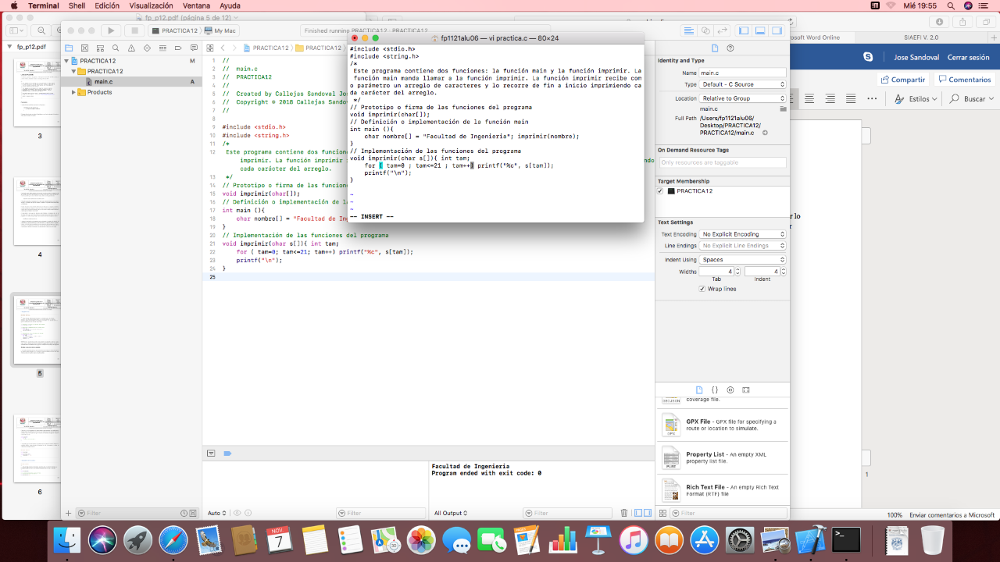 Terminal Shell Edición Visualización Ventana Ayuda
Mié 19:55
fp_p12.pdf (página 5 de 12)
PRACTICA12 My Mac
Finished running PRACTICA12 : PRACTICA12
fp_p12.pdf
3
4
5
6
PRACTICA12 M
PRACTICA12
main.c A
Products
Filter
PRACTICA12 PRACTICA12
1 //
2 // main.c
3 // PRACTICA12
4 //
5 // Created by Callejas Sandoval Jo
6 // Copyright © 2018 Callejas Sando
7 //
8
9 #include <stdio.h>
10 #include <string.h>
11 /*
12 Este programa contiene dos funcio
imprimir. La función imprimir
cada carácter del arreglo.
13 */
14 // Prototipo o firma de las funcione
15 void imprimir(char[]);
16 // Definición o implementación de la
17 int main (){
18 char nombre[] = "Facultad de Ing
19 }
20 // Implementación de las funciones del programa
21 void imprimir(char s[]){ int tam;
22 for ( tam=0; tam<=21; tam++) printf("%c", s[tam]);
23 printf("\n");
24 }
25
fp1121alu06 — vi practica.c — 80×24
#include <stdio.h>
#include <string.h>
/*
Este programa contiene dos funciones: la función main y la función imprimir. La
función main manda llamar a la función imprimir. La función imprimir recibe como
parámetro un arreglo de caracteres y lo recorre de fin a inicio imprimiendo ca
da carácter del arreglo.
*/
// Prototipo o firma de las funciones del programa
void imprimir(char[]);
// Definición o implementación de la función main
int main (){
char nombre[] = "Facultad de Ingenieria"; imprimir(nombre);
}
// Implementación de las funciones del programa
void imprimir(char s[]){ int tam;
for ( tam=0 ; tam<=21 ; tam++) printf("%c", s[tam]);
printf("\n");
}
~
~
~
-- INSERT --
Auto
Filter
Facultad de Ingenieria
Program ended with exit code: 0
All Output
Filter
Identity and Type
Name main.c
Type Default - C Source
Location Relative to Group
main.c
Full Path /Users/fp1121alu06/
Desktop/PRACTICA12/
PRACTICA12/main.c
On Demand Resource Tags
Only resources are taggable
Target Membership
PRACTICA12
Text Settings
Text Encoding No Explicit Encoding
Line Endings No Explicit Line Endings
Indent Using Spaces
Widths 4 4
Tab Indent
Wrap lines
coverage file.
GPX File - GPX file for specifying a
route or location to simulate.
Property List - An empty XML
property list file.
Rich Text File - An empty Rich Text
Format (RTF) file
Filter
osoft Word Online
SIAEFI V. 2.0
Jose Sandoval Cerrar sesión
Compartir Comentarios
Estilos Buscar
r lo
r
1
100% Enviar comentarios a Microsoft
NOV.
7